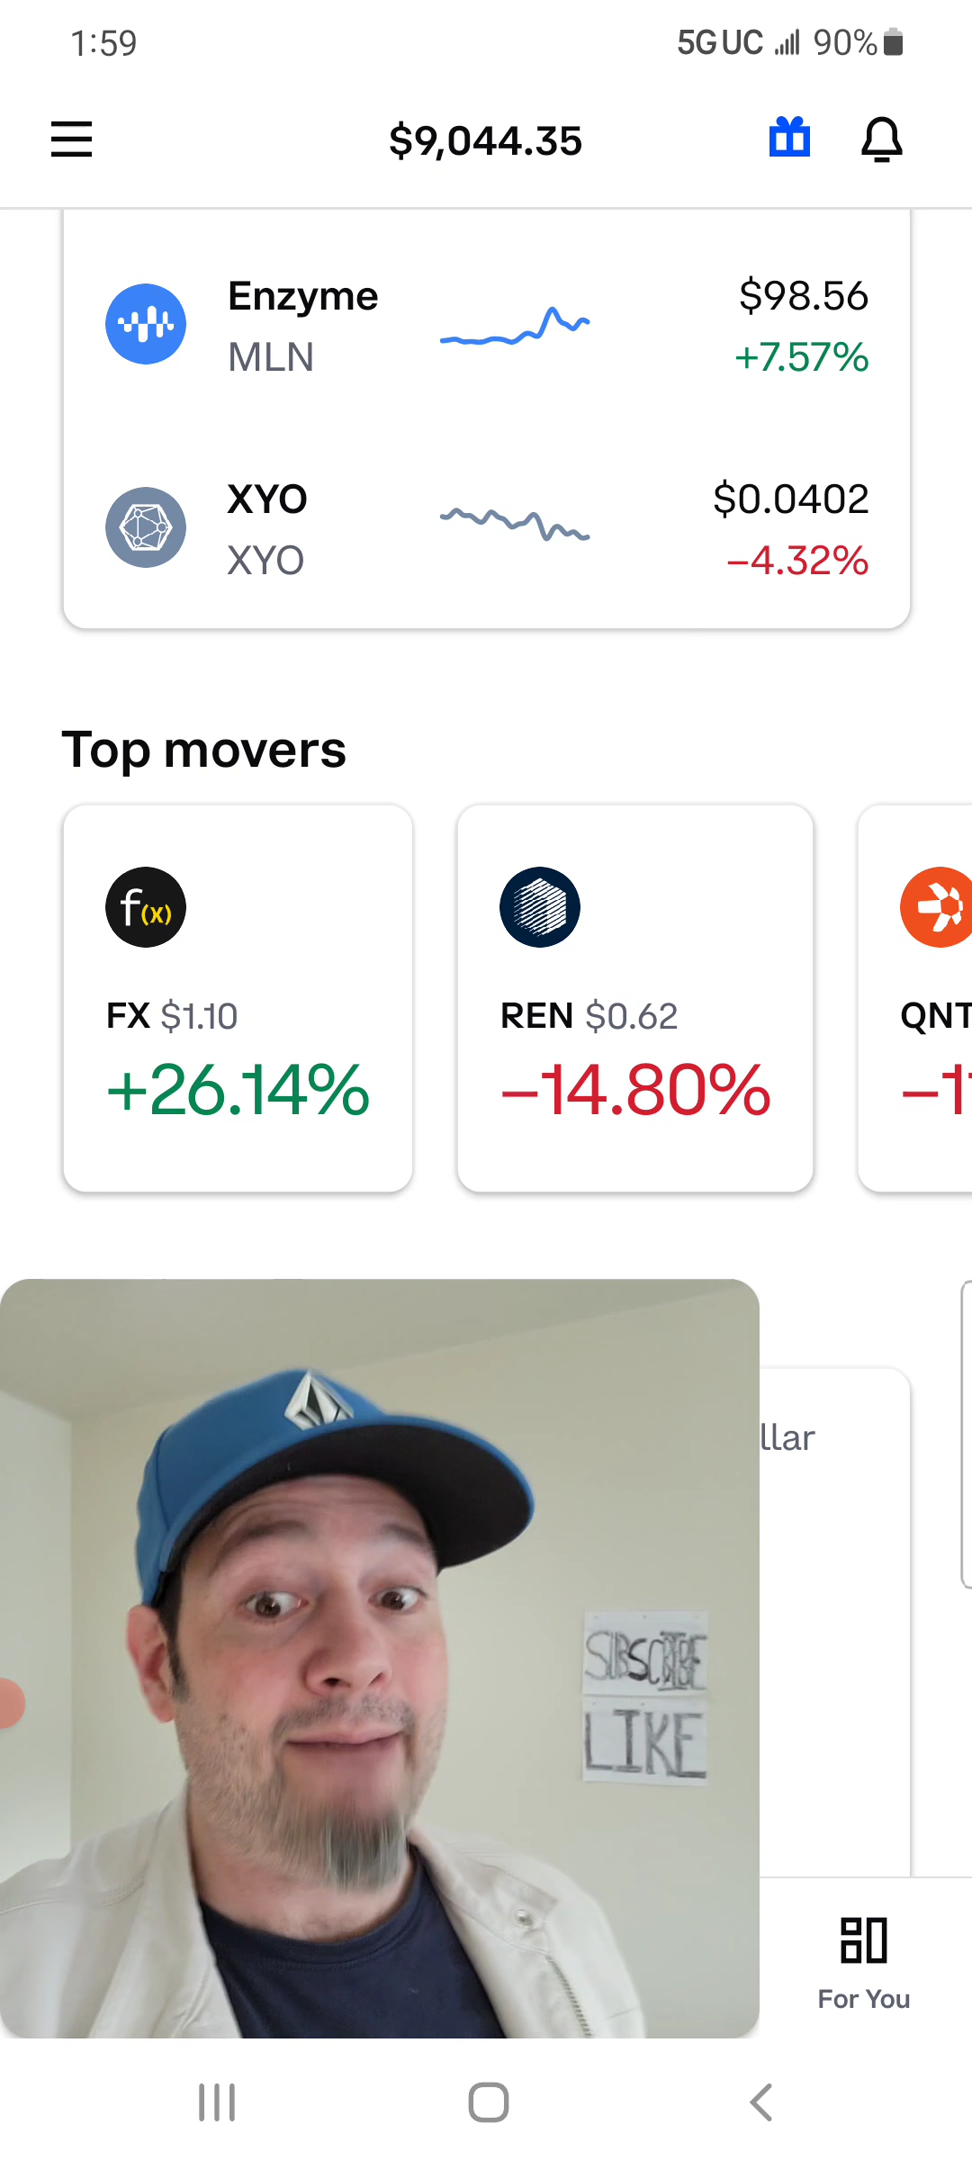 1:59 5G UC 90%
$9,044.35
Enzyme $98.56
MLN +7.57%
XYO $0.0402
XYO −4.32%
Top movers
f(x)
FX $1.10 REN $0.62 QNT
+26.14% −14.80% −1
llar
SUBSCRIBE
LIKE
For You